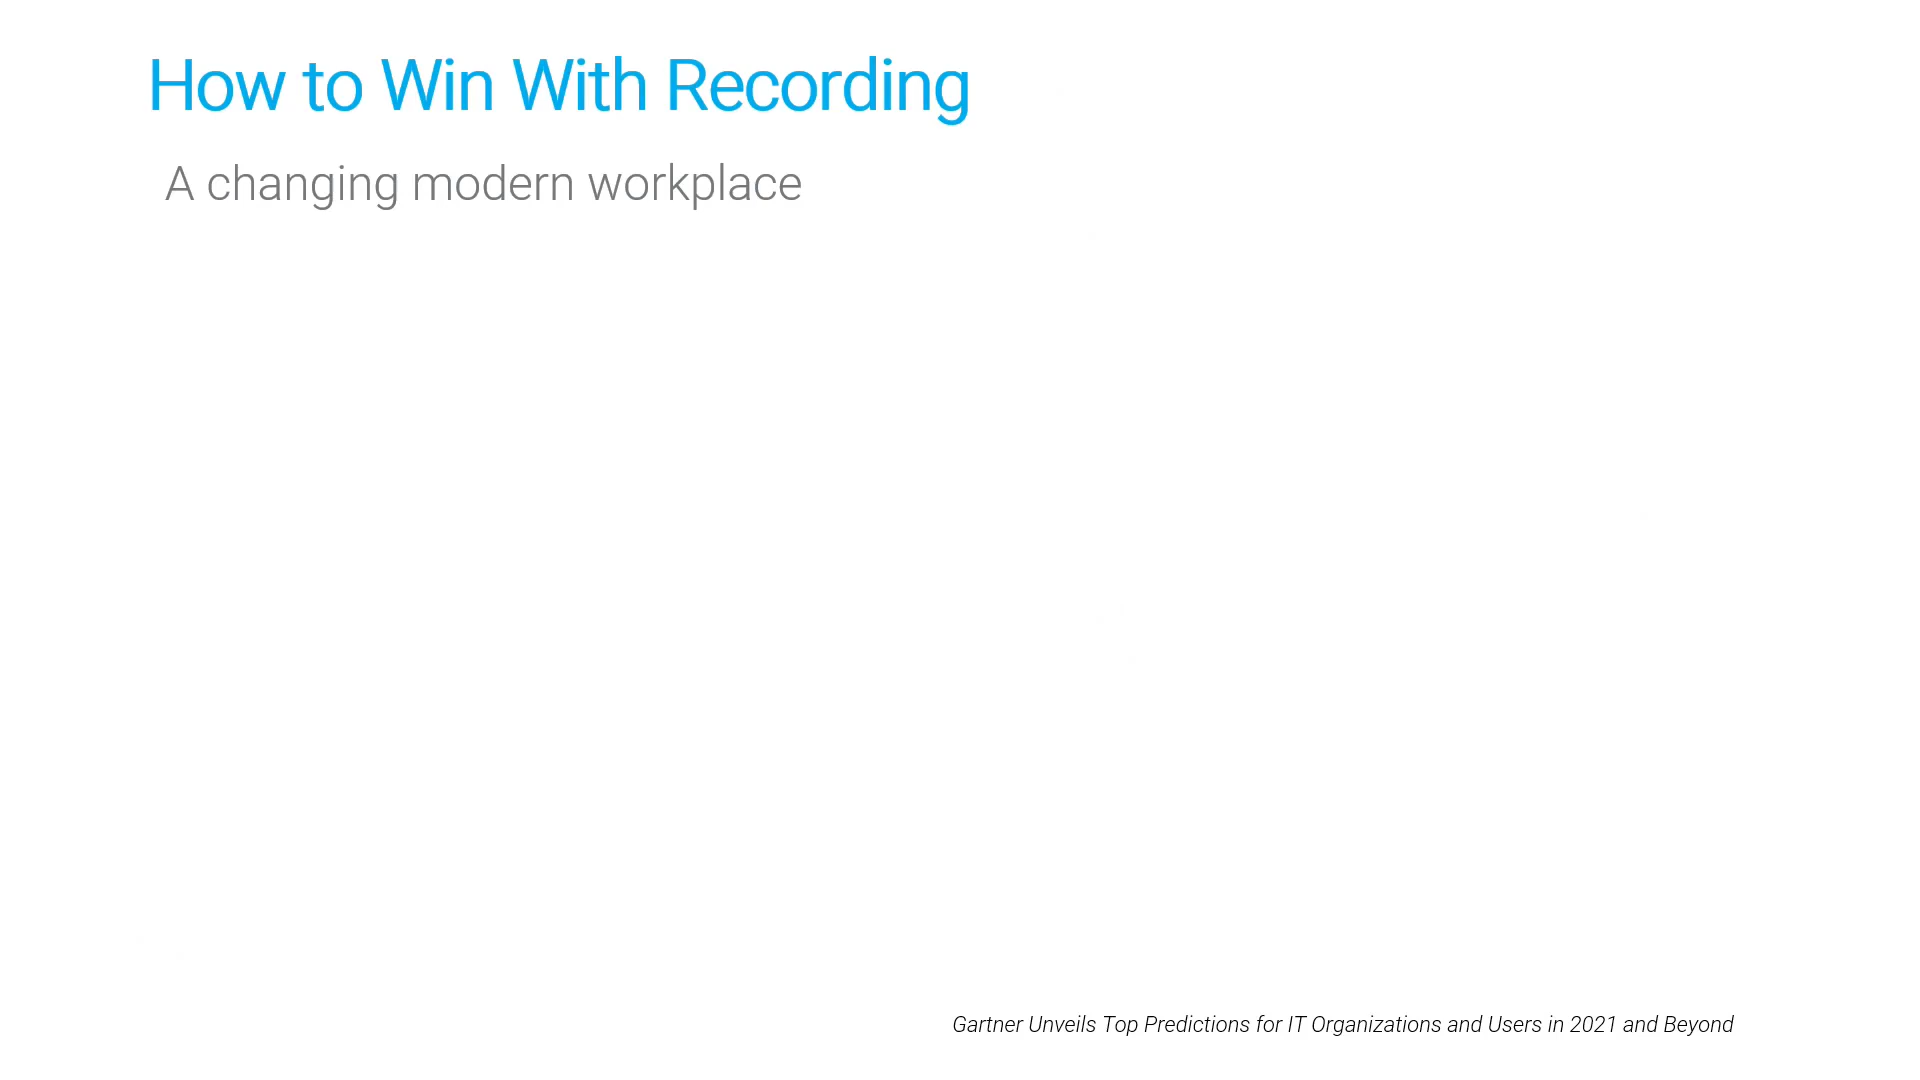 How to Win With Recording
A changing modern workplace
Gartner Unveils Top Predictions for IT Organizations and Users in 2021 and Beyond